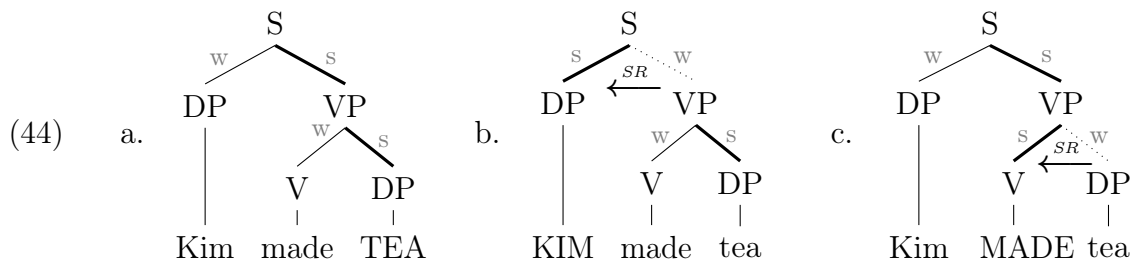 S S S
w s s w w s
SR
DP VP DP VP DP VP
(44) a. b. c.
w s w s s w
SR
V DP V DP V DP
Kim made TEA KIM made tea Kim MADE tea